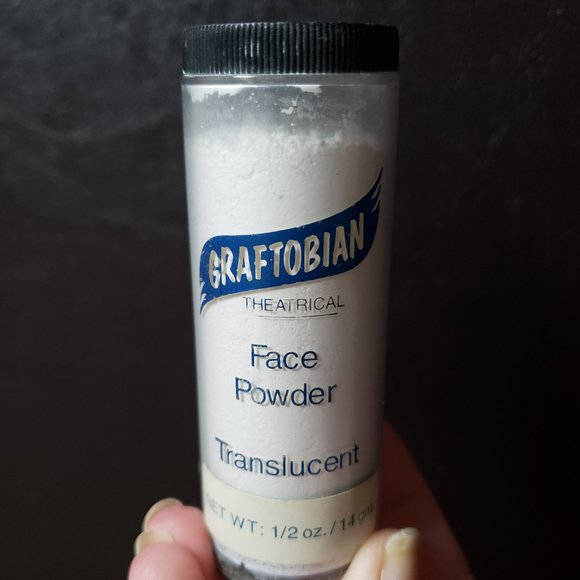 GRAFTOBIAN
THEATRICAL
Face
Powder
Translucent
NET WT: 1/2 oz. / 14 gm.